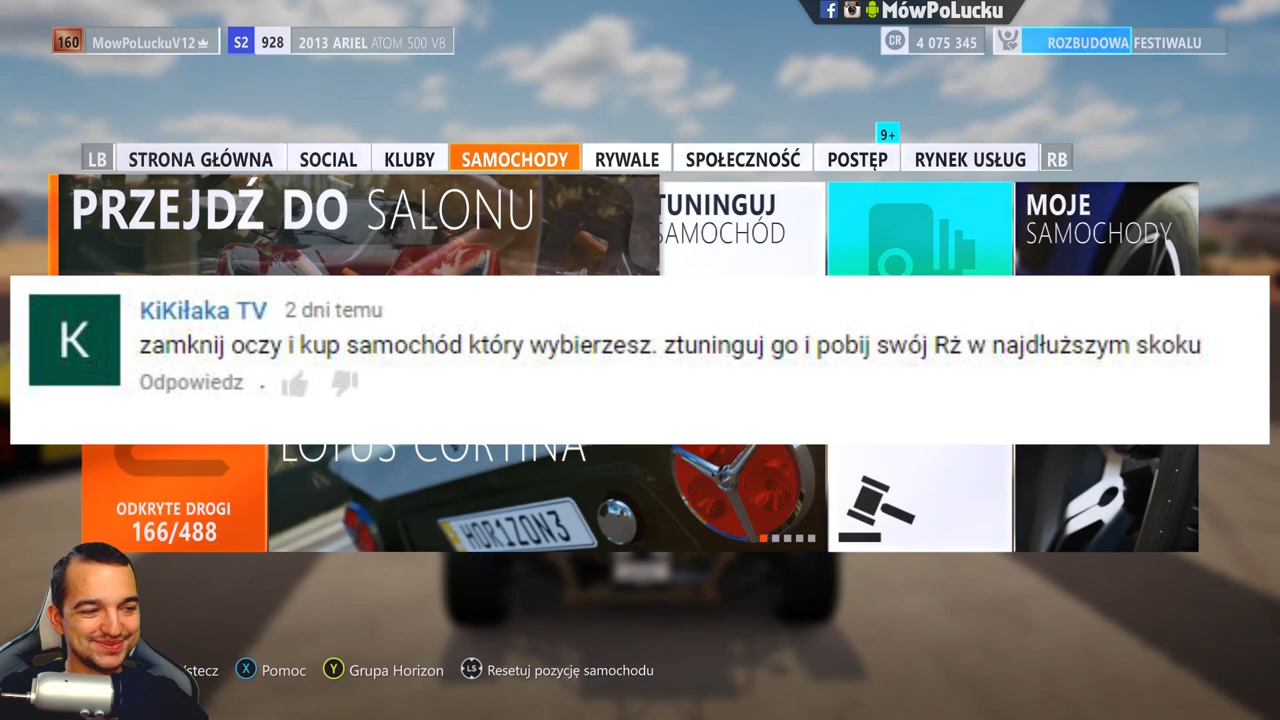 MówPoLucku
160 MowPoLuckuV12 S2 928 2013 ARIEL ATOM 500 V8
CR 4 075 345 ROZBUDOWA FESTIWALU
9+
LB STRONA GŁÓWNA SOCIAL KLUBY SAMOCHODY RYWALE SPOŁECZNOŚĆ POSTĘP RYNEK USŁUG RB
PRZEJDŹ DO SALONU
TUNINGUJ
SAMOCHÓD
MOJE
SAMOCHODY
K
KiKiłaka TV 2 dni temu
zamknij oczy i kup samochód który wybierzesz. ztuninguj go i pobij swój Rż w najdłuższym skoku
Odpowiedz .
LOTUS CORTINA
ODKRYTE DROGI
166/488
HOR1ZON3
X Pomoc Y Grupa Horizon LS Resetuj pozycję samochodu